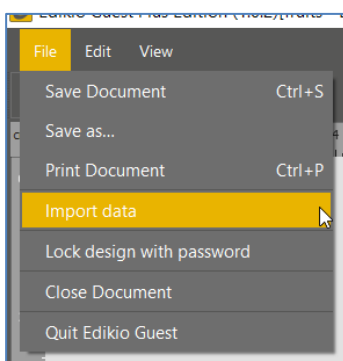 File Edit View
Save Document Ctrl+S
Save as...
Print Document Ctrl+P
Import data
Lock design with password
Close Document
Quit Edikio Guest